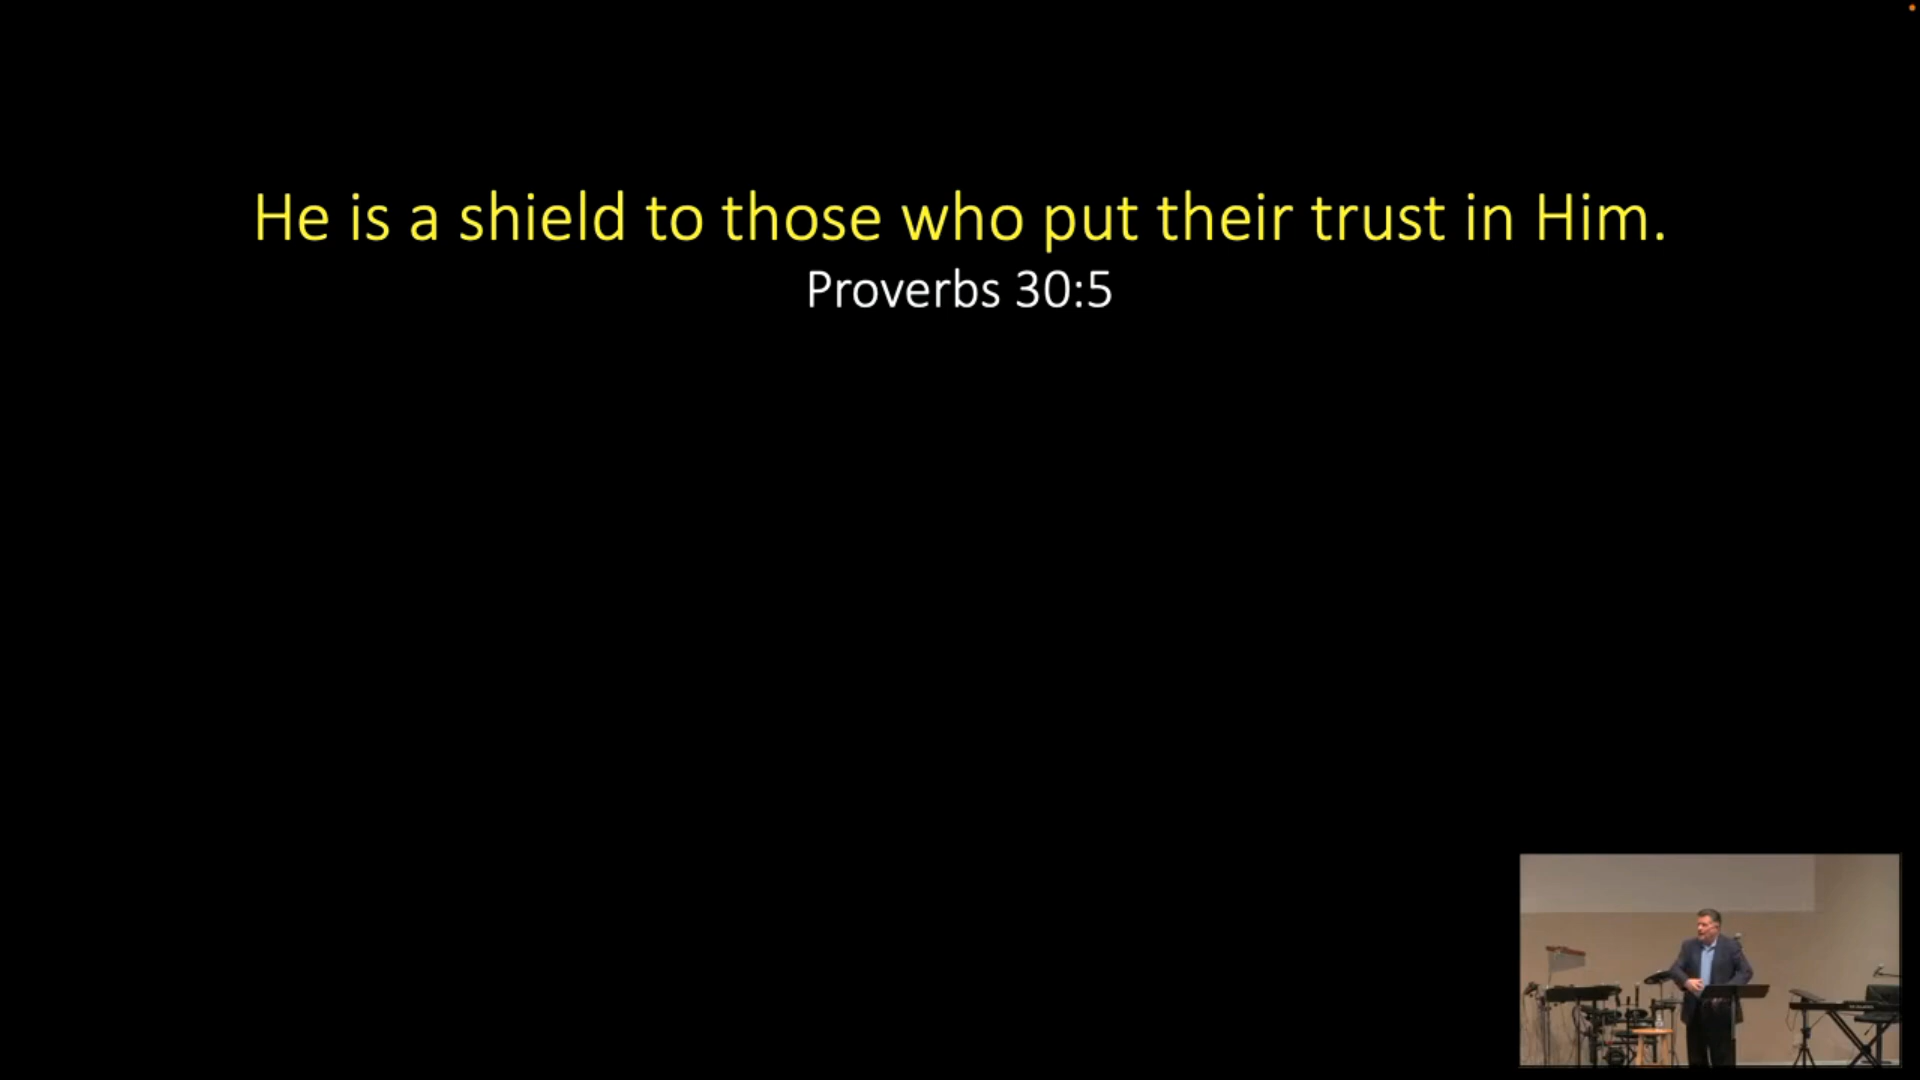 He is a shield to those who put their trust in Him.
Proverbs 30:5